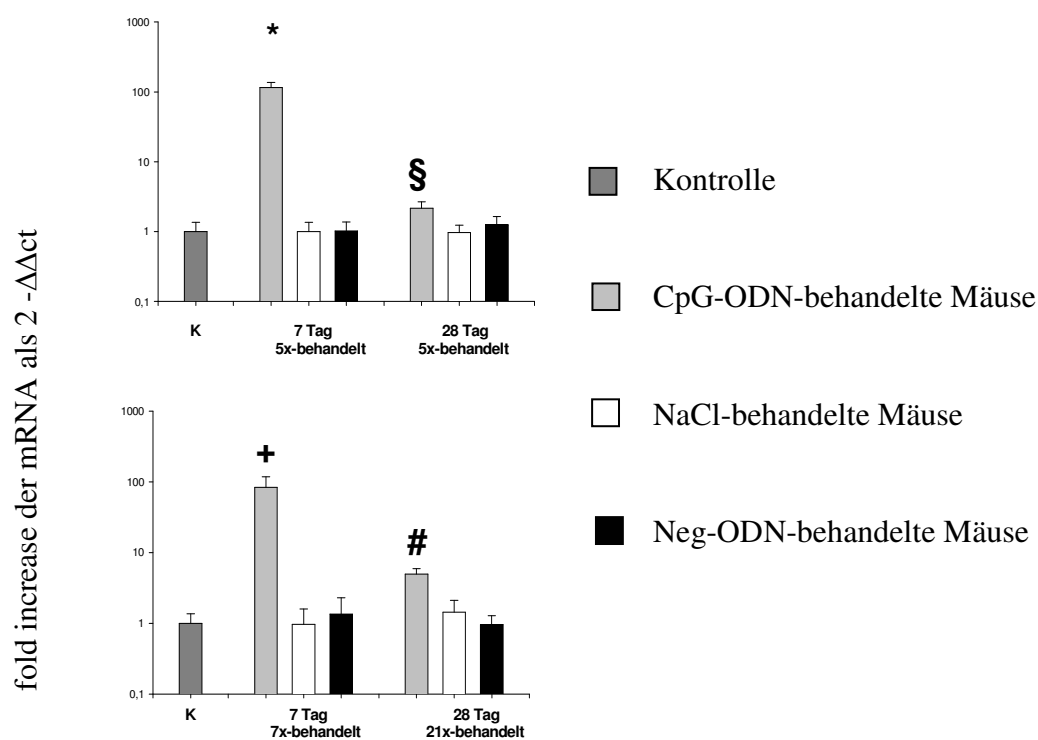 fold increase der mRNA als 2 -ΔΔct
1000
*
100
10
§
1
0,1
K
7 Tag
28 Tag
5x-behandelt
5x-behandelt
1000
+
100
#
10
1
0,1
K
7 Tag
28 Tag
7x-behandelt
21x-behandelt
Kontrolle
CpG-ODN-behandelte Mäuse
NaCl-behandelte Mäuse
Neg-ODN-behandelte Mäuse